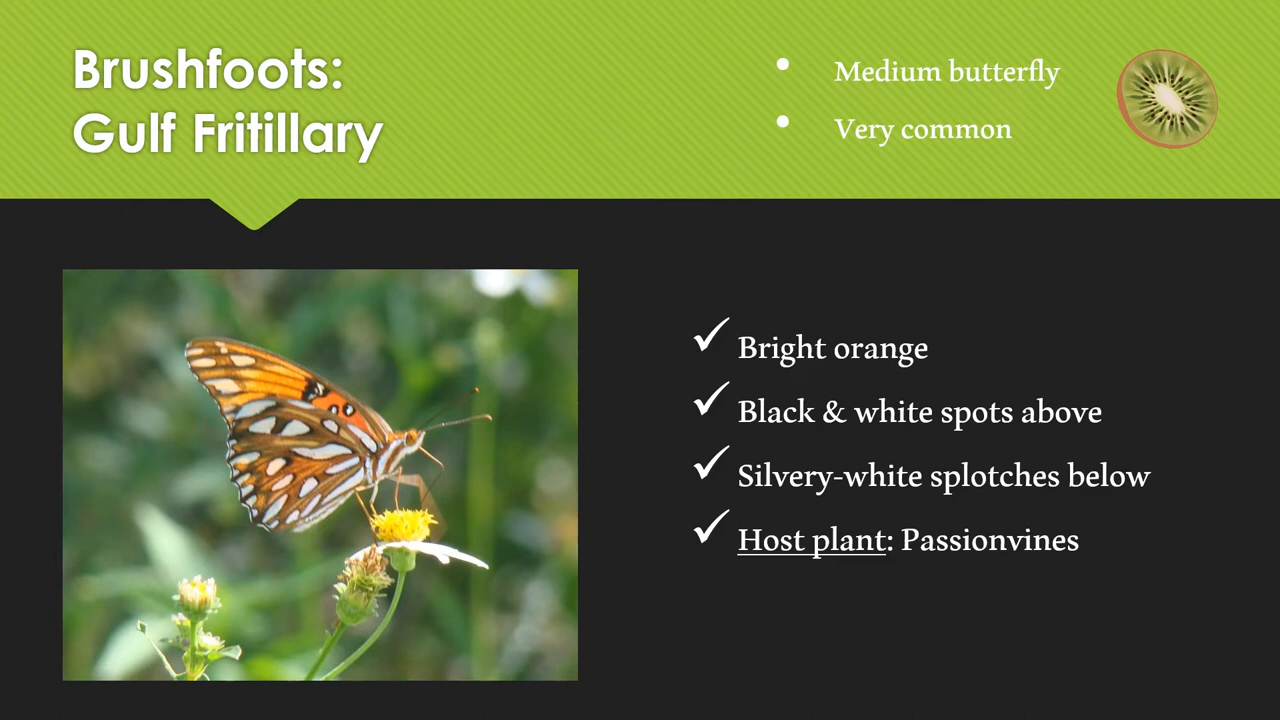 Brushfoots:
Gulf Fritillary
• Medium butterfly
• Very common
✓ Bright orange
✓ Black & white spots above
✓ Silvery-white splotches below
✓ Host plant: Passionvines